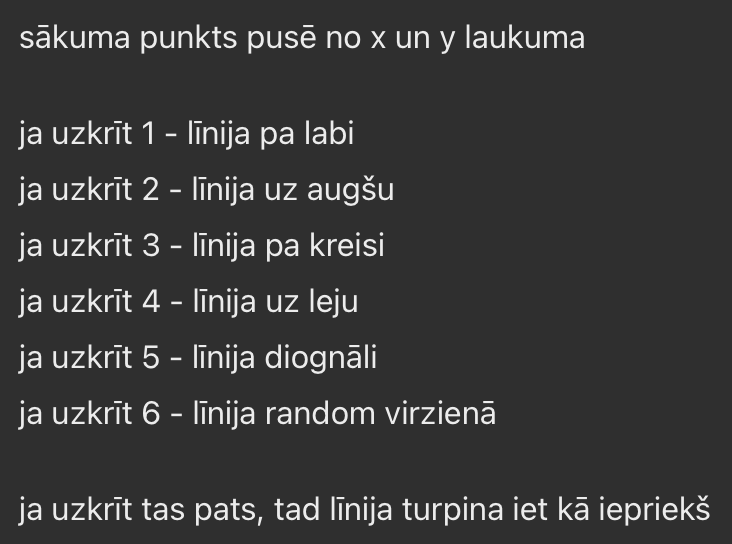 sākuma punkts pusē no x un y laukuma
ja uzkrīt 1 - līnija pa labi
ja uzkrīt 2 - līnija uz augšu
ja uzkrīt 3 - līnija pa kreisi
ja uzkrīt 4 - līnija uz leju
ja uzkrīt 5 - līnija diognāli
ja uzkrīt 6 - līnija random virzienā
ja uzkrīt tas pats, tad līnija turpina iet kā iepriekš